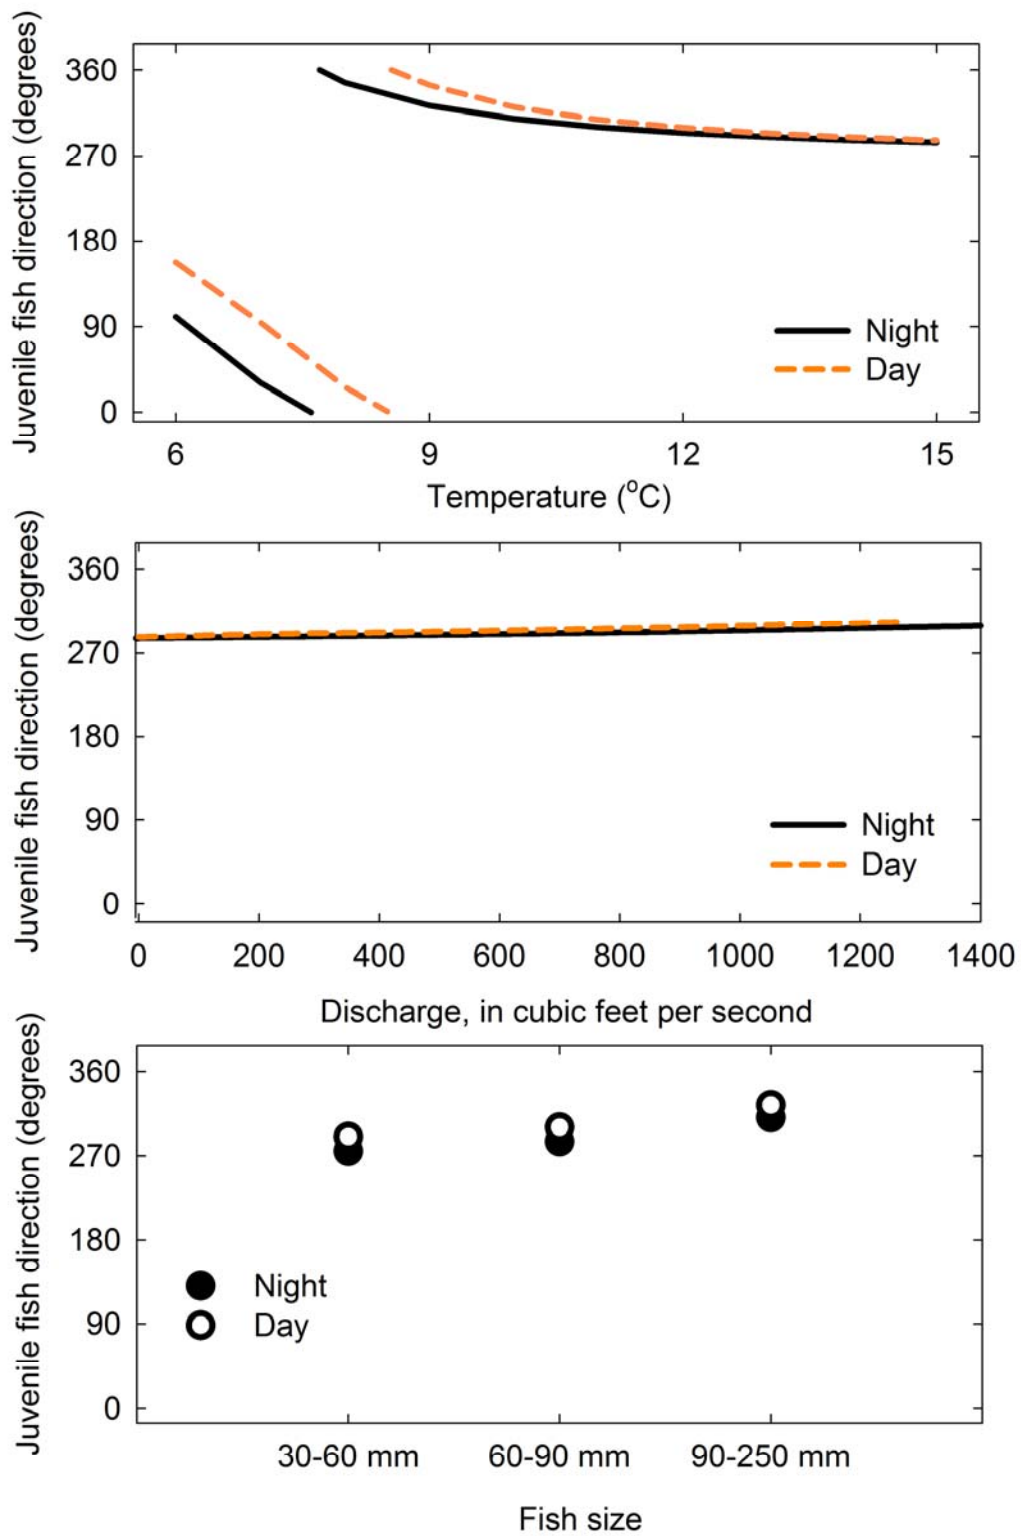 Juvenile fish direction (degrees)
360
270
180
90
0
Night
Day
6 9 12 15
Temperature (°C)
Juvenile fish direction (degrees)
360
270
180
90
0
Night
Day
0 200 400 600 800 1000 1200 1400
Discharge, in cubic feet per second
Juvenile fish direction (degrees)
360
270
180
90
0
Night
Day
30-60 mm 60-90 mm 90-250 mm
Fish size